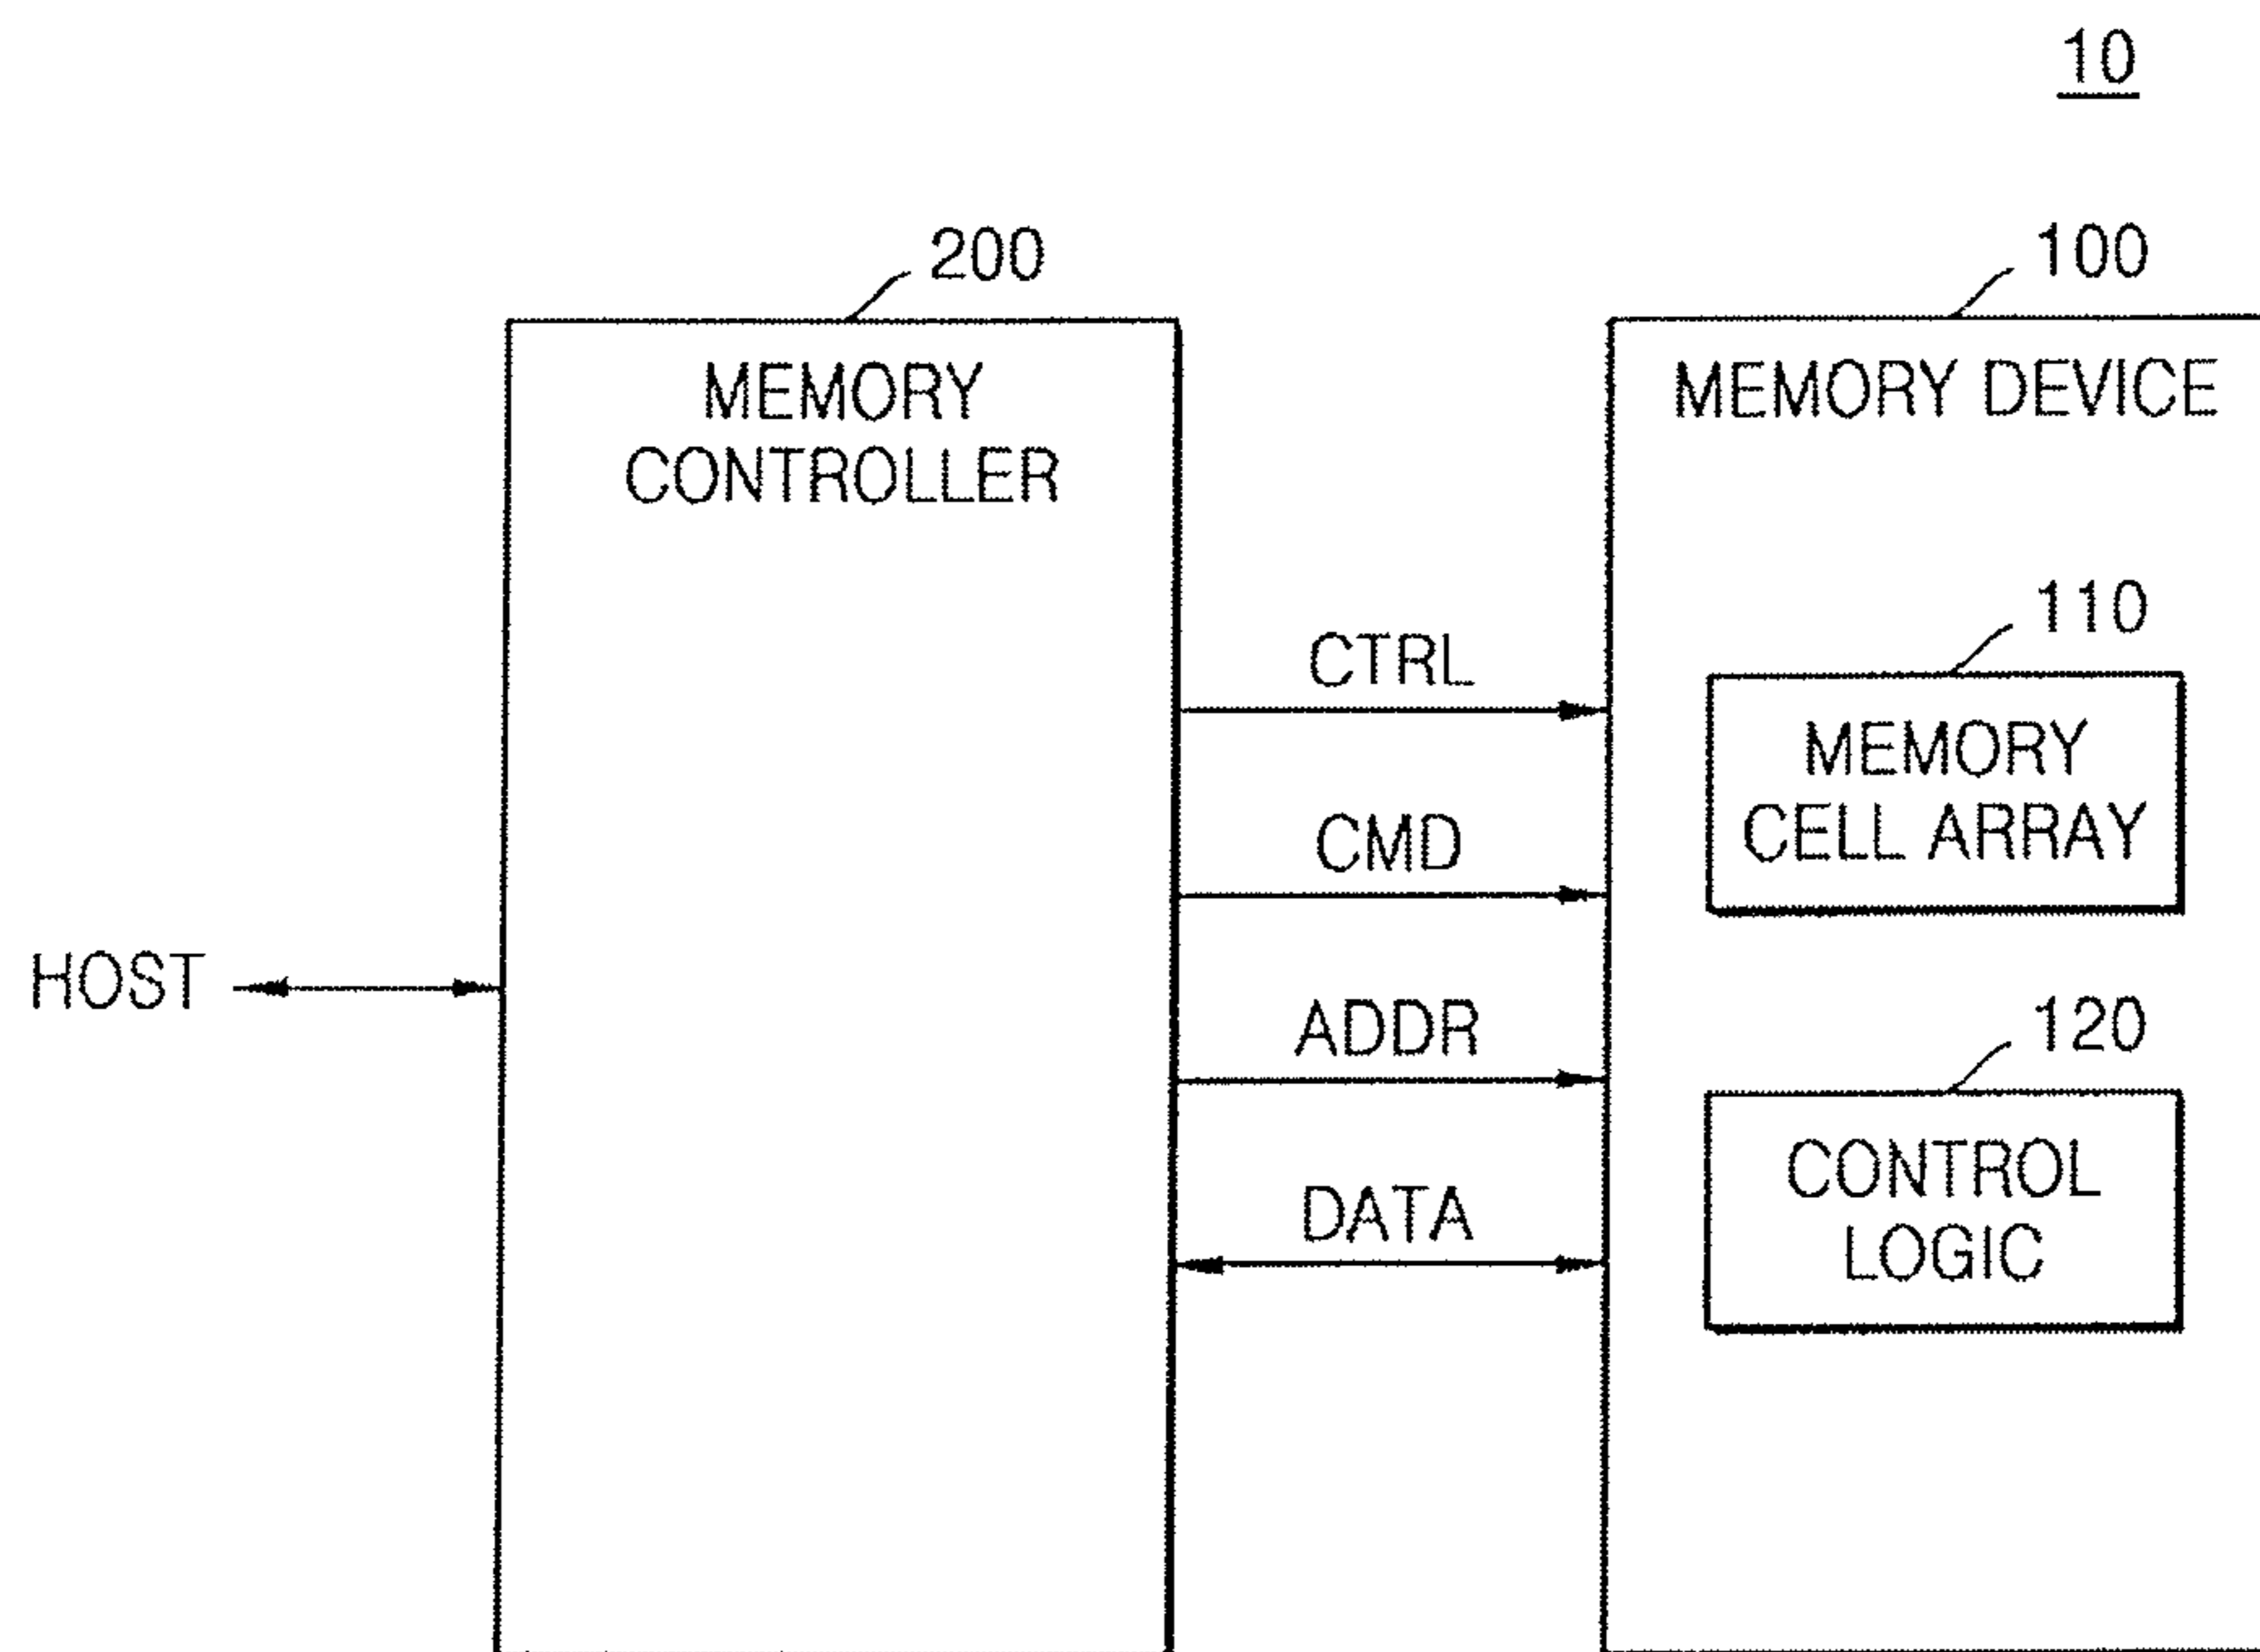 10
200
100
MEMORY
CONTROLLER
MEMORY DEVICE
110
CTRL
MEMORY
CELL ARRAY
CMD
HOST
ADDR
120
CONTROL
LOGIC
DATA